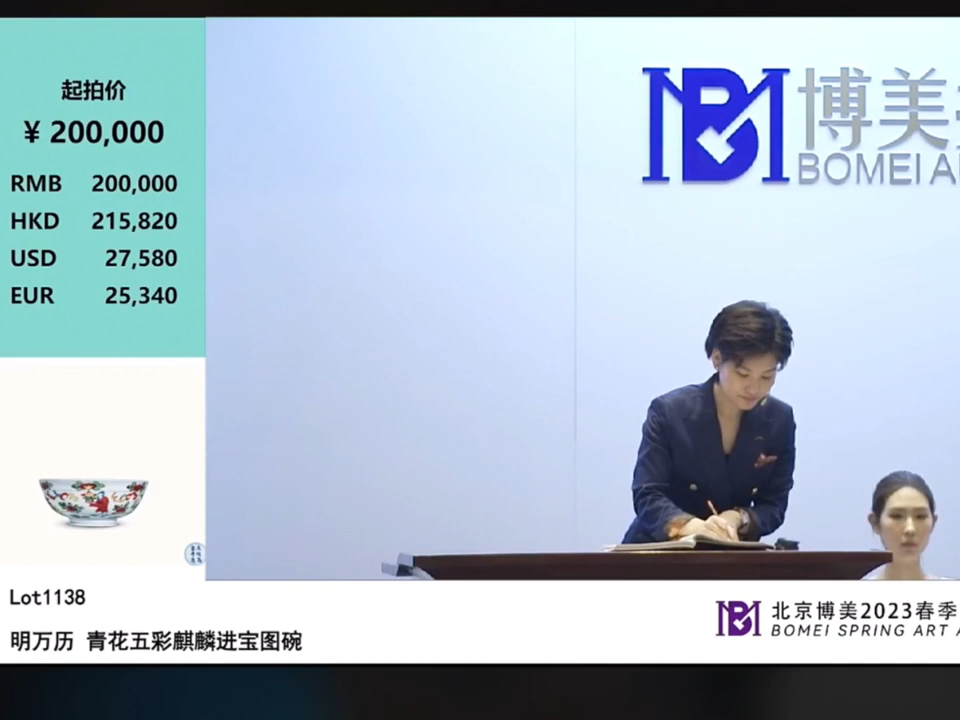 起拍价
¥ 200,000
RMB 200,000
HKD 215,820
USD 27,580
EUR 25,340
博美
BOMEI A
Lot1138
明万历 青花五彩麒麟进宝图碗
北京博美2023春季
BOMEI SPRING ART A